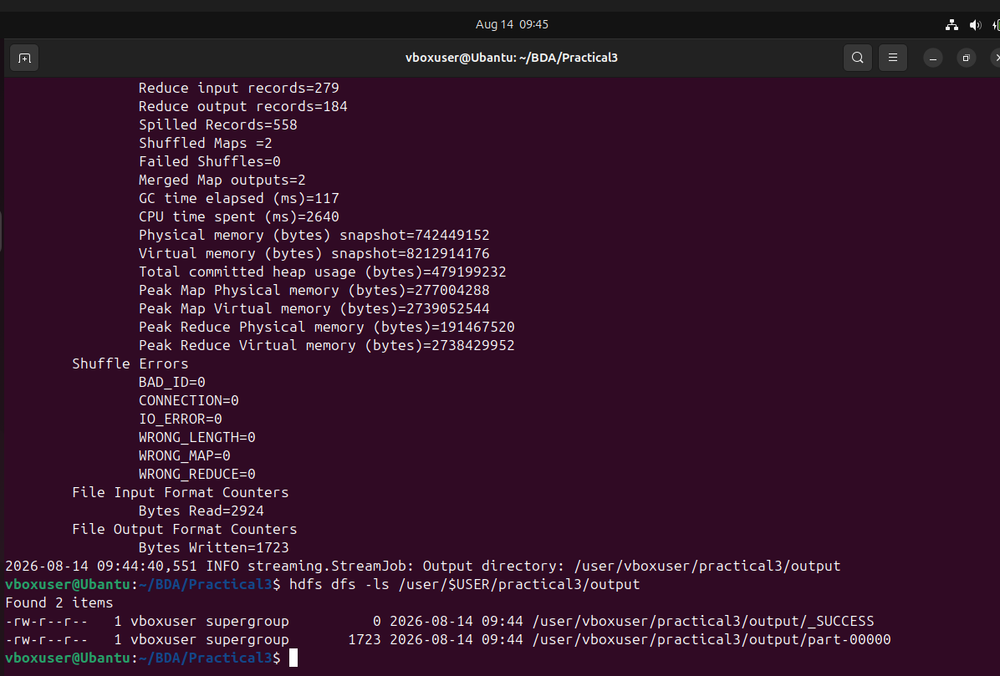 Aug 14 09:45
vboxuser@Ubantu: ~/BDA/Practical3
Reduce input records=279
Reduce output records=184
Spilled Records=558
Shuffled Maps =2
Failed Shuffles=0
Merged Map outputs=2
GC time elapsed (ms)=117
CPU time spent (ms)=2640
Physical memory (bytes) snapshot=742449152
Virtual memory (bytes) snapshot=8212914176
Total committed heap usage (bytes)=479199232
Peak Map Physical memory (bytes)=277004288
Peak Map Virtual memory (bytes)=2739052544
Peak Reduce Physical memory (bytes)=191467520
Peak Reduce Virtual memory (bytes)=2738429952
Shuffle Errors
BAD_ID=0
CONNECTION=0
IO_ERROR=0
WRONG_LENGTH=0
WRONG_MAP=0
WRONG_REDUCE=0
File Input Format Counters
Bytes Read=2924
File Output Format Counters
Bytes Written=1723
2026-08-14 09:44:40,551 INFO streaming.StreamJob: Output directory: /user/vboxuser/practical3/output
vboxuser@Ubantu:~/BDA/Practical3$ hdfs dfs -ls /user/$USER/practical3/output
Found 2 items
-rw-r--r--   1 vboxuser supergroup          0 2026-08-14 09:44 /user/vboxuser/practical3/output/_SUCCESS
-rw-r--r--   1 vboxuser supergroup       1723 2026-08-14 09:44 /user/vboxuser/practical3/output/part-00000
vboxuser@Ubantu:~/BDA/Practical3$